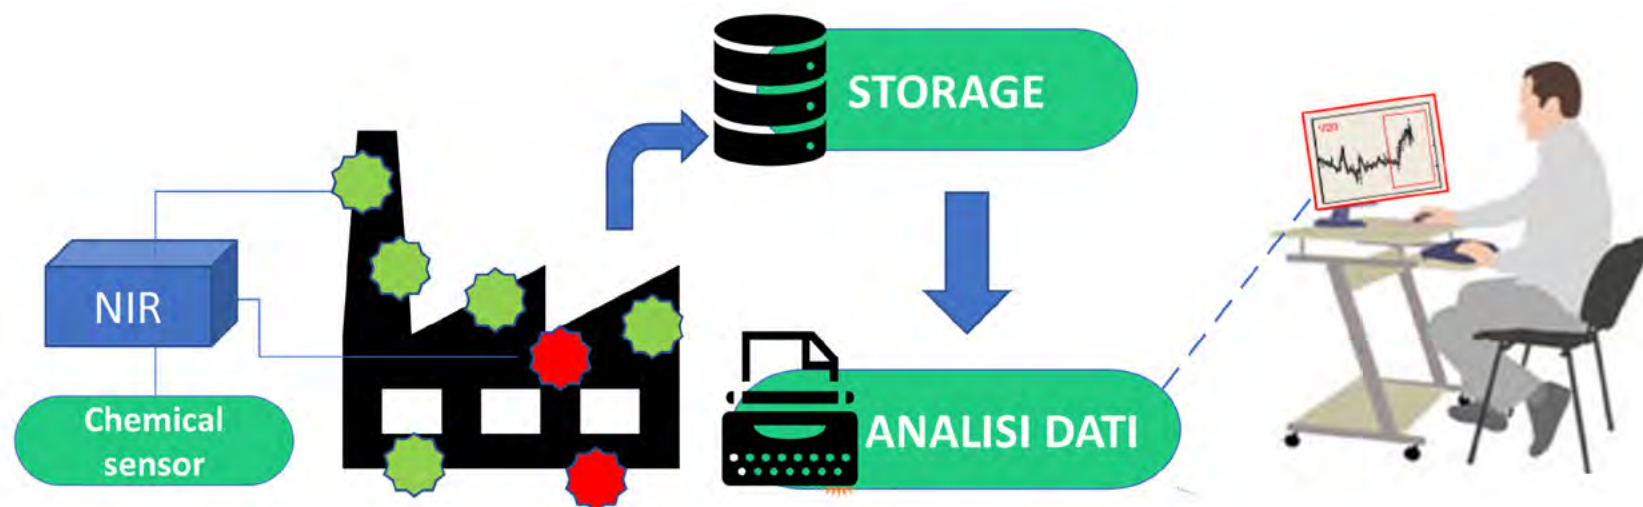 STORAGE
NIR
Chemical
sensor
ANALISI DATI